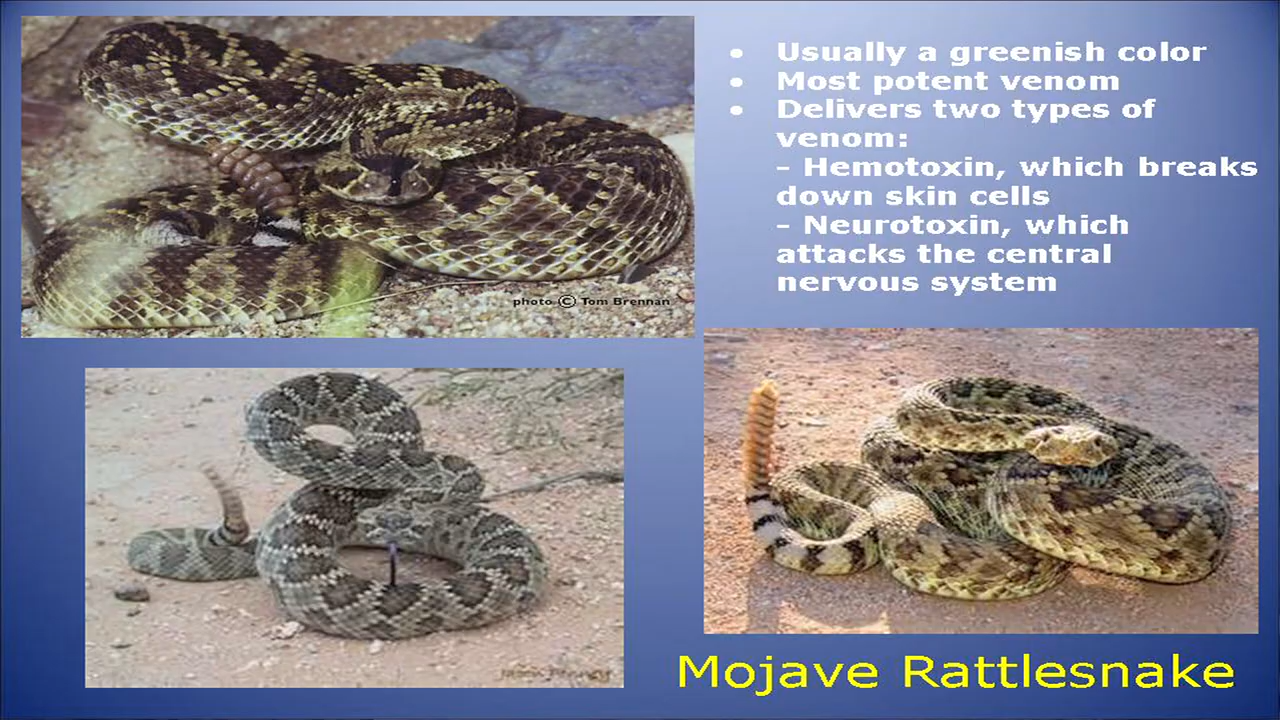 • Usually a greenish color
• Most potent venom
• Delivers two types of
venom:
– Hemotoxin, which breaks
down skin cells
– Neurotoxin, which
attacks the central
nervous system
photo © Tom Brennan
Mojave Rattlesnake